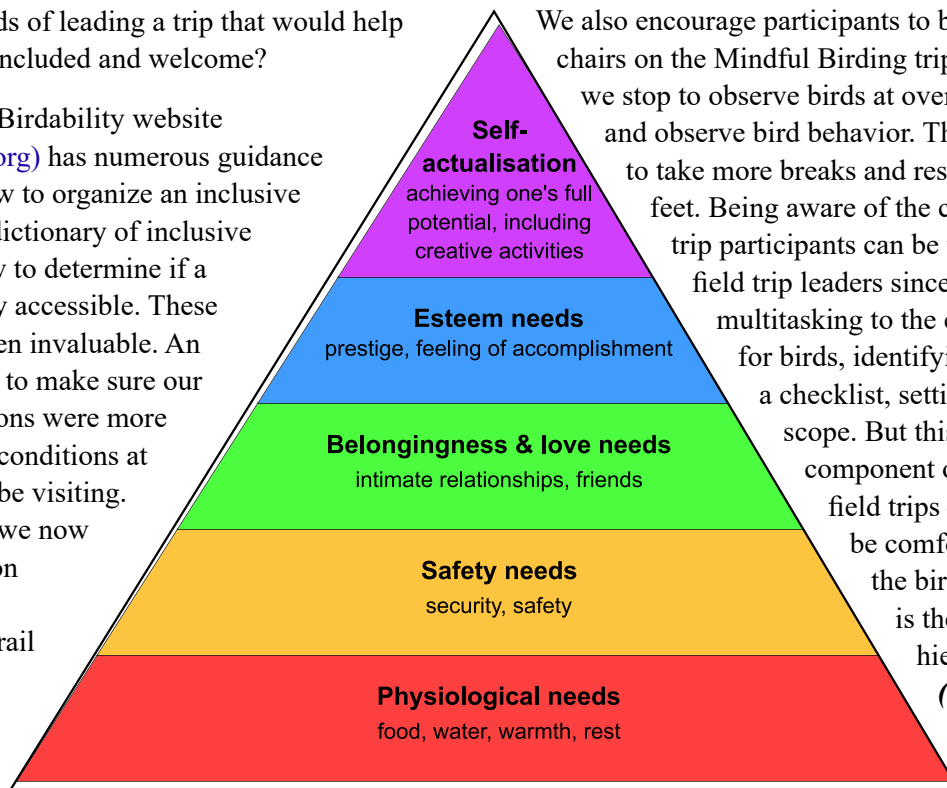 ds of leading a trip that would help
ncluded and welcome?
Birdability website
org) has numerous guidance
w to organize an inclusive
dictionary of inclusive
y to determine if a
y accessible. These
en invaluable. An
to make sure our
ons were more
conditions at
be visiting.
we now
on
rail
Self-
actualisation
achieving one's full
potential, including
creative activities
Esteem needs
prestige, feeling of accomplishment
Belongingness & love needs
intimate relationships, friends
Safety needs
security, safety
Physiological needs
food, water, warmth, rest
We also encourage participants to b
chairs on the Mindful Birding trip
we stop to observe birds at over
and observe bird behavior. Th
to take more breaks and res
feet. Being aware of the c
trip participants can be
field trip leaders since
multitasking to the
for birds, identifyi
a checklist, setti
scope. But this
component o
field trips
be comfo
the bir
is the
hie
(